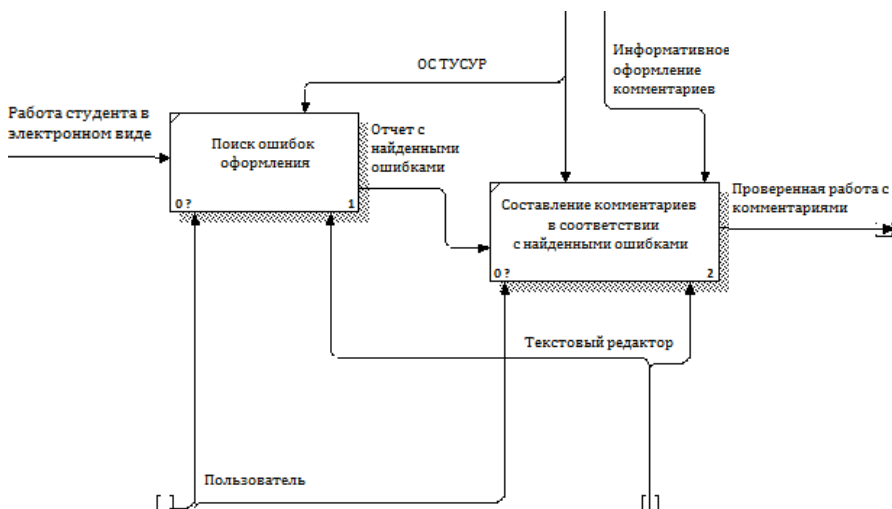 ОС ТУСУР
Информативное
оформление
комментариев
Работа студента в
электронном виде
Поиск ошибок
оформления
0 ?
1
Отчет с
найденными
ошибками
Составление комментариев
в соответствии
с найденными ошибками
0 ?
2
Проверенная работа с
комментариями
Текстовый редактор
Пользователь